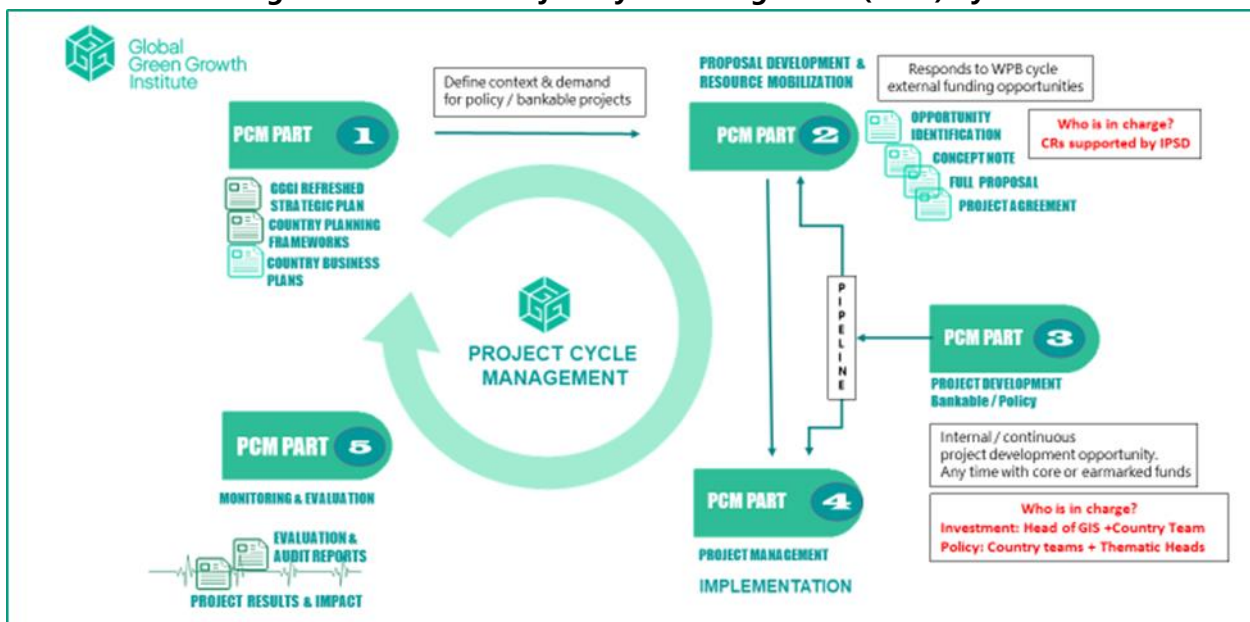 Global
Green Growth
Institute
PCM PART 1
GGGI REFRESHED
STRATEGIC PLAN
COUNTRY PLANNING
FRAMEWORKS
COUNTRY BUSINESS
PLANS
Define context & demand
for policy / bankable projects
PROPOSAL DEVELOPMENT &
RESOURCE MOBILIZATION
PCM PART 2
Responds to WPB cycle
external funding opportunities
OPPORTUNITY
IDENTIFICATION
CONCEPT NOTE
FULL PROPOSAL
PROJECT AGREEMENT
Who is in charge?
CRs supported by IPSD
PROJECT CYCLE
MANAGEMENT
PIPELINE
PCM PART 3
PROJECT DEVELOPMENT
Bankable / Policy
Internal / continuous
project development opportunity.
Any time with core or earmarked funds
Who is in charge?
Investment: Head of GIS +Country Team
Policy: Country teams + Thematic Heads
PCM PART 4
PROJECT MANAGEMENT
IMPLEMENTATION
PCM PART 5
MONITORING & EVALUATION
EVALUATION &
AUDIT REPORTS
PROJECT RESULTS & IMPACT